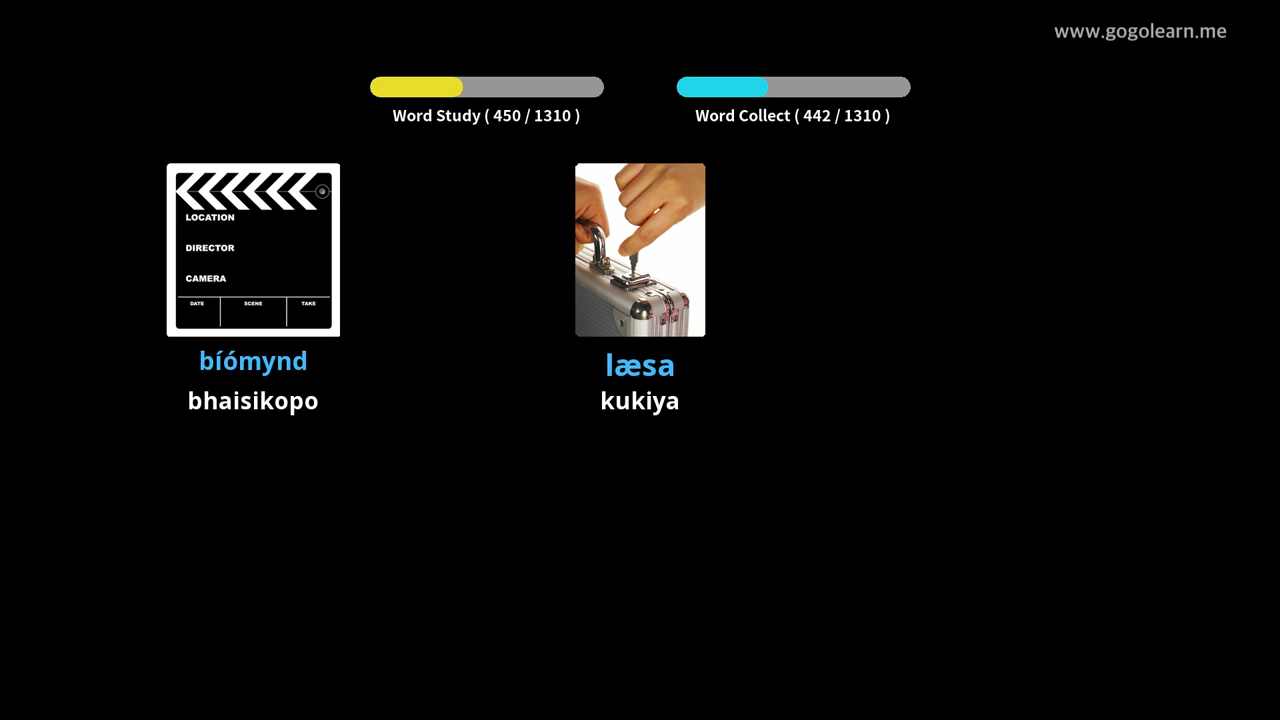 www.gogolearn.me
Word Study ( 450 / 1310 )
Word Collect ( 442 / 1310 )
LOCATION
DIRECTOR
CAMERA
DATE SCENE TAKE
bíómynd
bhaisikopo
læsa
kukiya